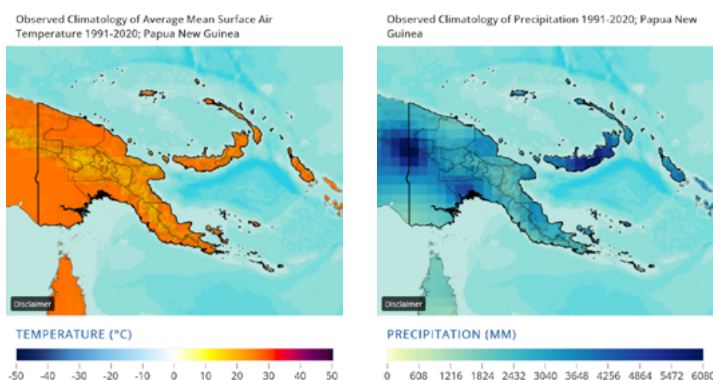 Observed Climatology of Average Mean Surface Air
Temperature 1991-2020; Papua New Guinea
Disclaimer
TEMPERATURE (°C)
-50 -40 -30 -20 -10 0 10 20 30 40 50
Observed Climatology of Precipitation 1991-2020; Papua New
Guinea
Disclaimer
PRECIPITATION (MM)
0 608 1216 1824 2432 3040 3648 4256 4864 5472 6080